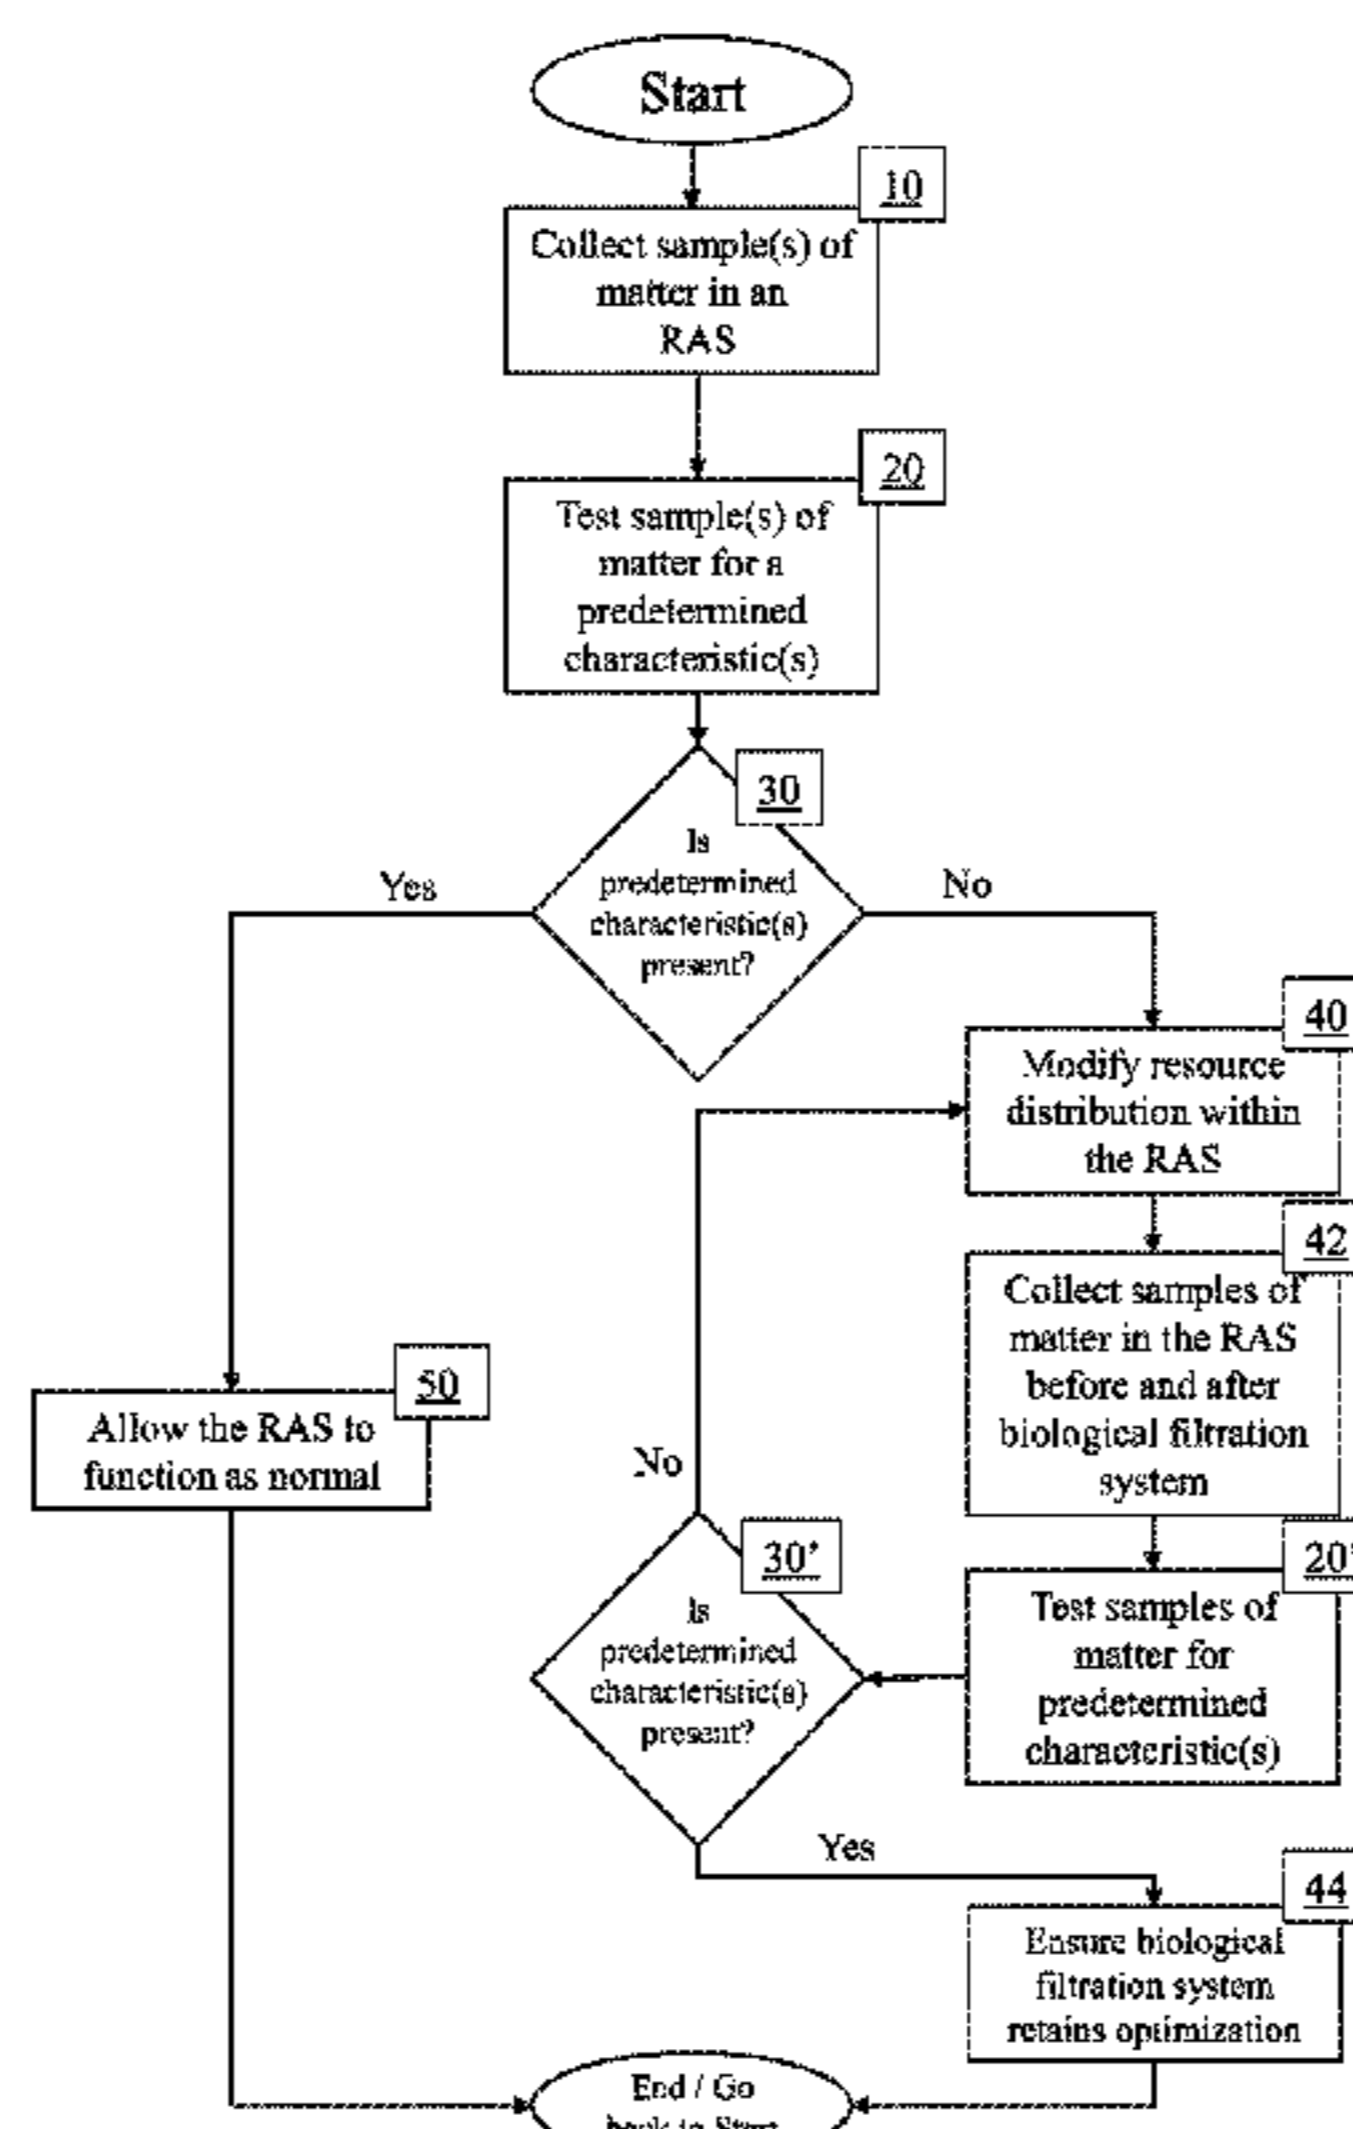 Start
10
Collect sample(s) of
matter in an
RAS
20
Test sample(s) of
matter for a
predetermined
characteristic(s)
30
Is
predetermined
characteristic(s)
present?
Yes
No
40
Modify resource
distribution within
the RAS
42
Collect samples of
matter in the RAS
before and after
biological filtration
system
50
Allow the RAS to
function as normal
No
30’
Is
predetermined
characteristic(s)
present?
20’
Test samples of
matter for
predetermined
characteristic(s)
Yes
44
Ensure biological
filtration system
retains optimization
End / Go
back to Start